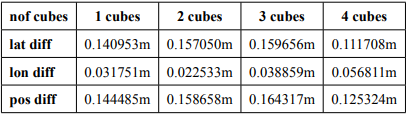 nof cubes 1 cubes 2 cubes 3 cubes 4 cubes
lat diff 0.140953m 0.157050m 0.159656m 0.111708m
lon diff 0.031751m 0.022533m 0.038859m 0.056811m
pos diff 0.144485m 0.158658m 0.164317m 0.125324m